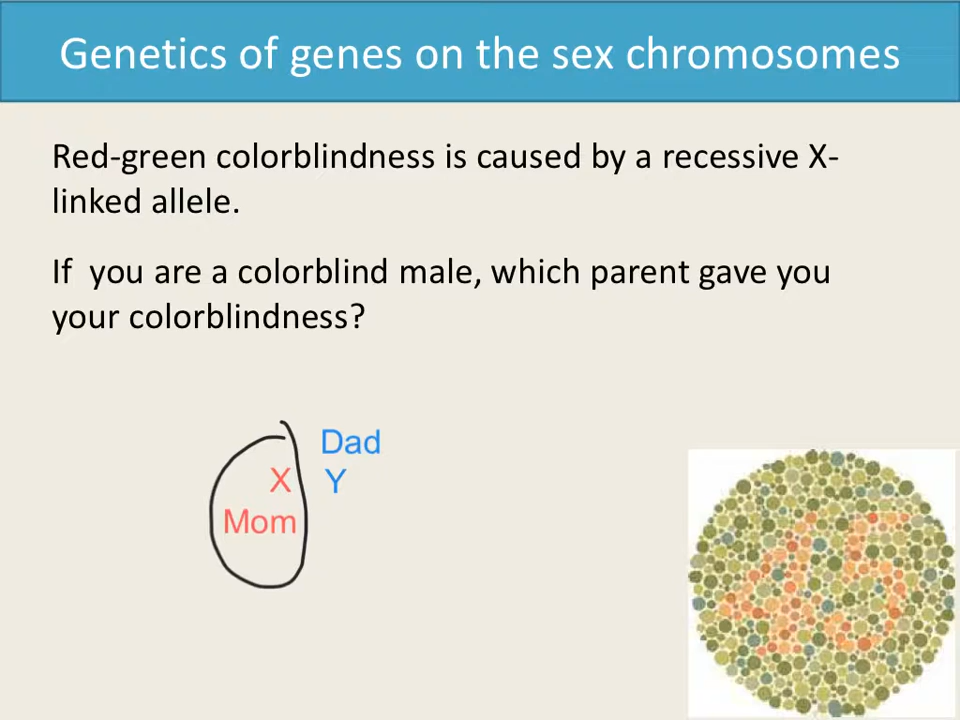 Genetics of genes on the sex chromosomes
Red-green colorblindness is caused by a recessive X-
linked allele.
If  you are a colorblind male, which parent gave you
your colorblindness?
Dad
X Y
Mom
45